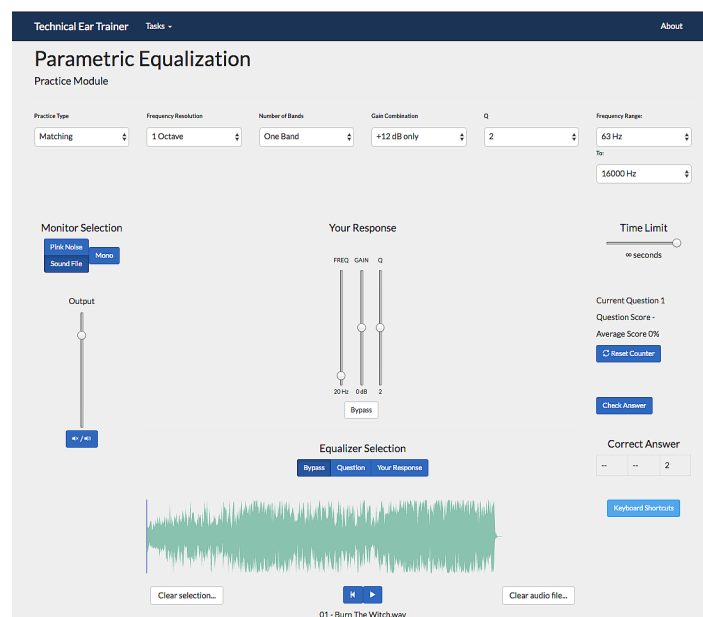 Technical Ear Trainer Tasks About
Parametric Equalization
Practice Module
Practice Type Frequency Resolution Number of Bands Gain Combination Q Frequency Range:
Matching 1 Octave One Band +12 dB only 2 63 Hz
To:
16000 Hz
Monitor Selection Your Response Time Limit
Pink Noise
Sound File
Mono
∞ seconds
FREQ GAIN Q
Output
Current Question 1
Question Score -
Average Score 0%
Reset Counter
20 Hz 0 dB 2
Bypass
Check Answer
Equalizer Selection
Bypass Question Your Response
Correct Answer
-- -- 2
Keyboard Shortcuts
Clear selection... Clear audio file...
01 - Burn The Witch.wav